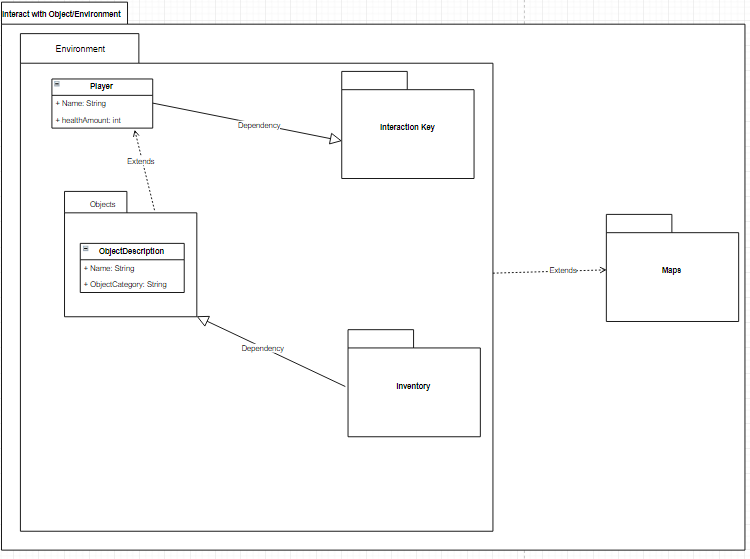 Interact with Object/Environment
Environment
Player
+ Name: String
+ healthAmount: int
Dependency
Interaction Key
Extends
Objects
ObjectDescription
+ Name: String
+ ObjectCategory: String
Extends
Maps
Dependency
Inventory